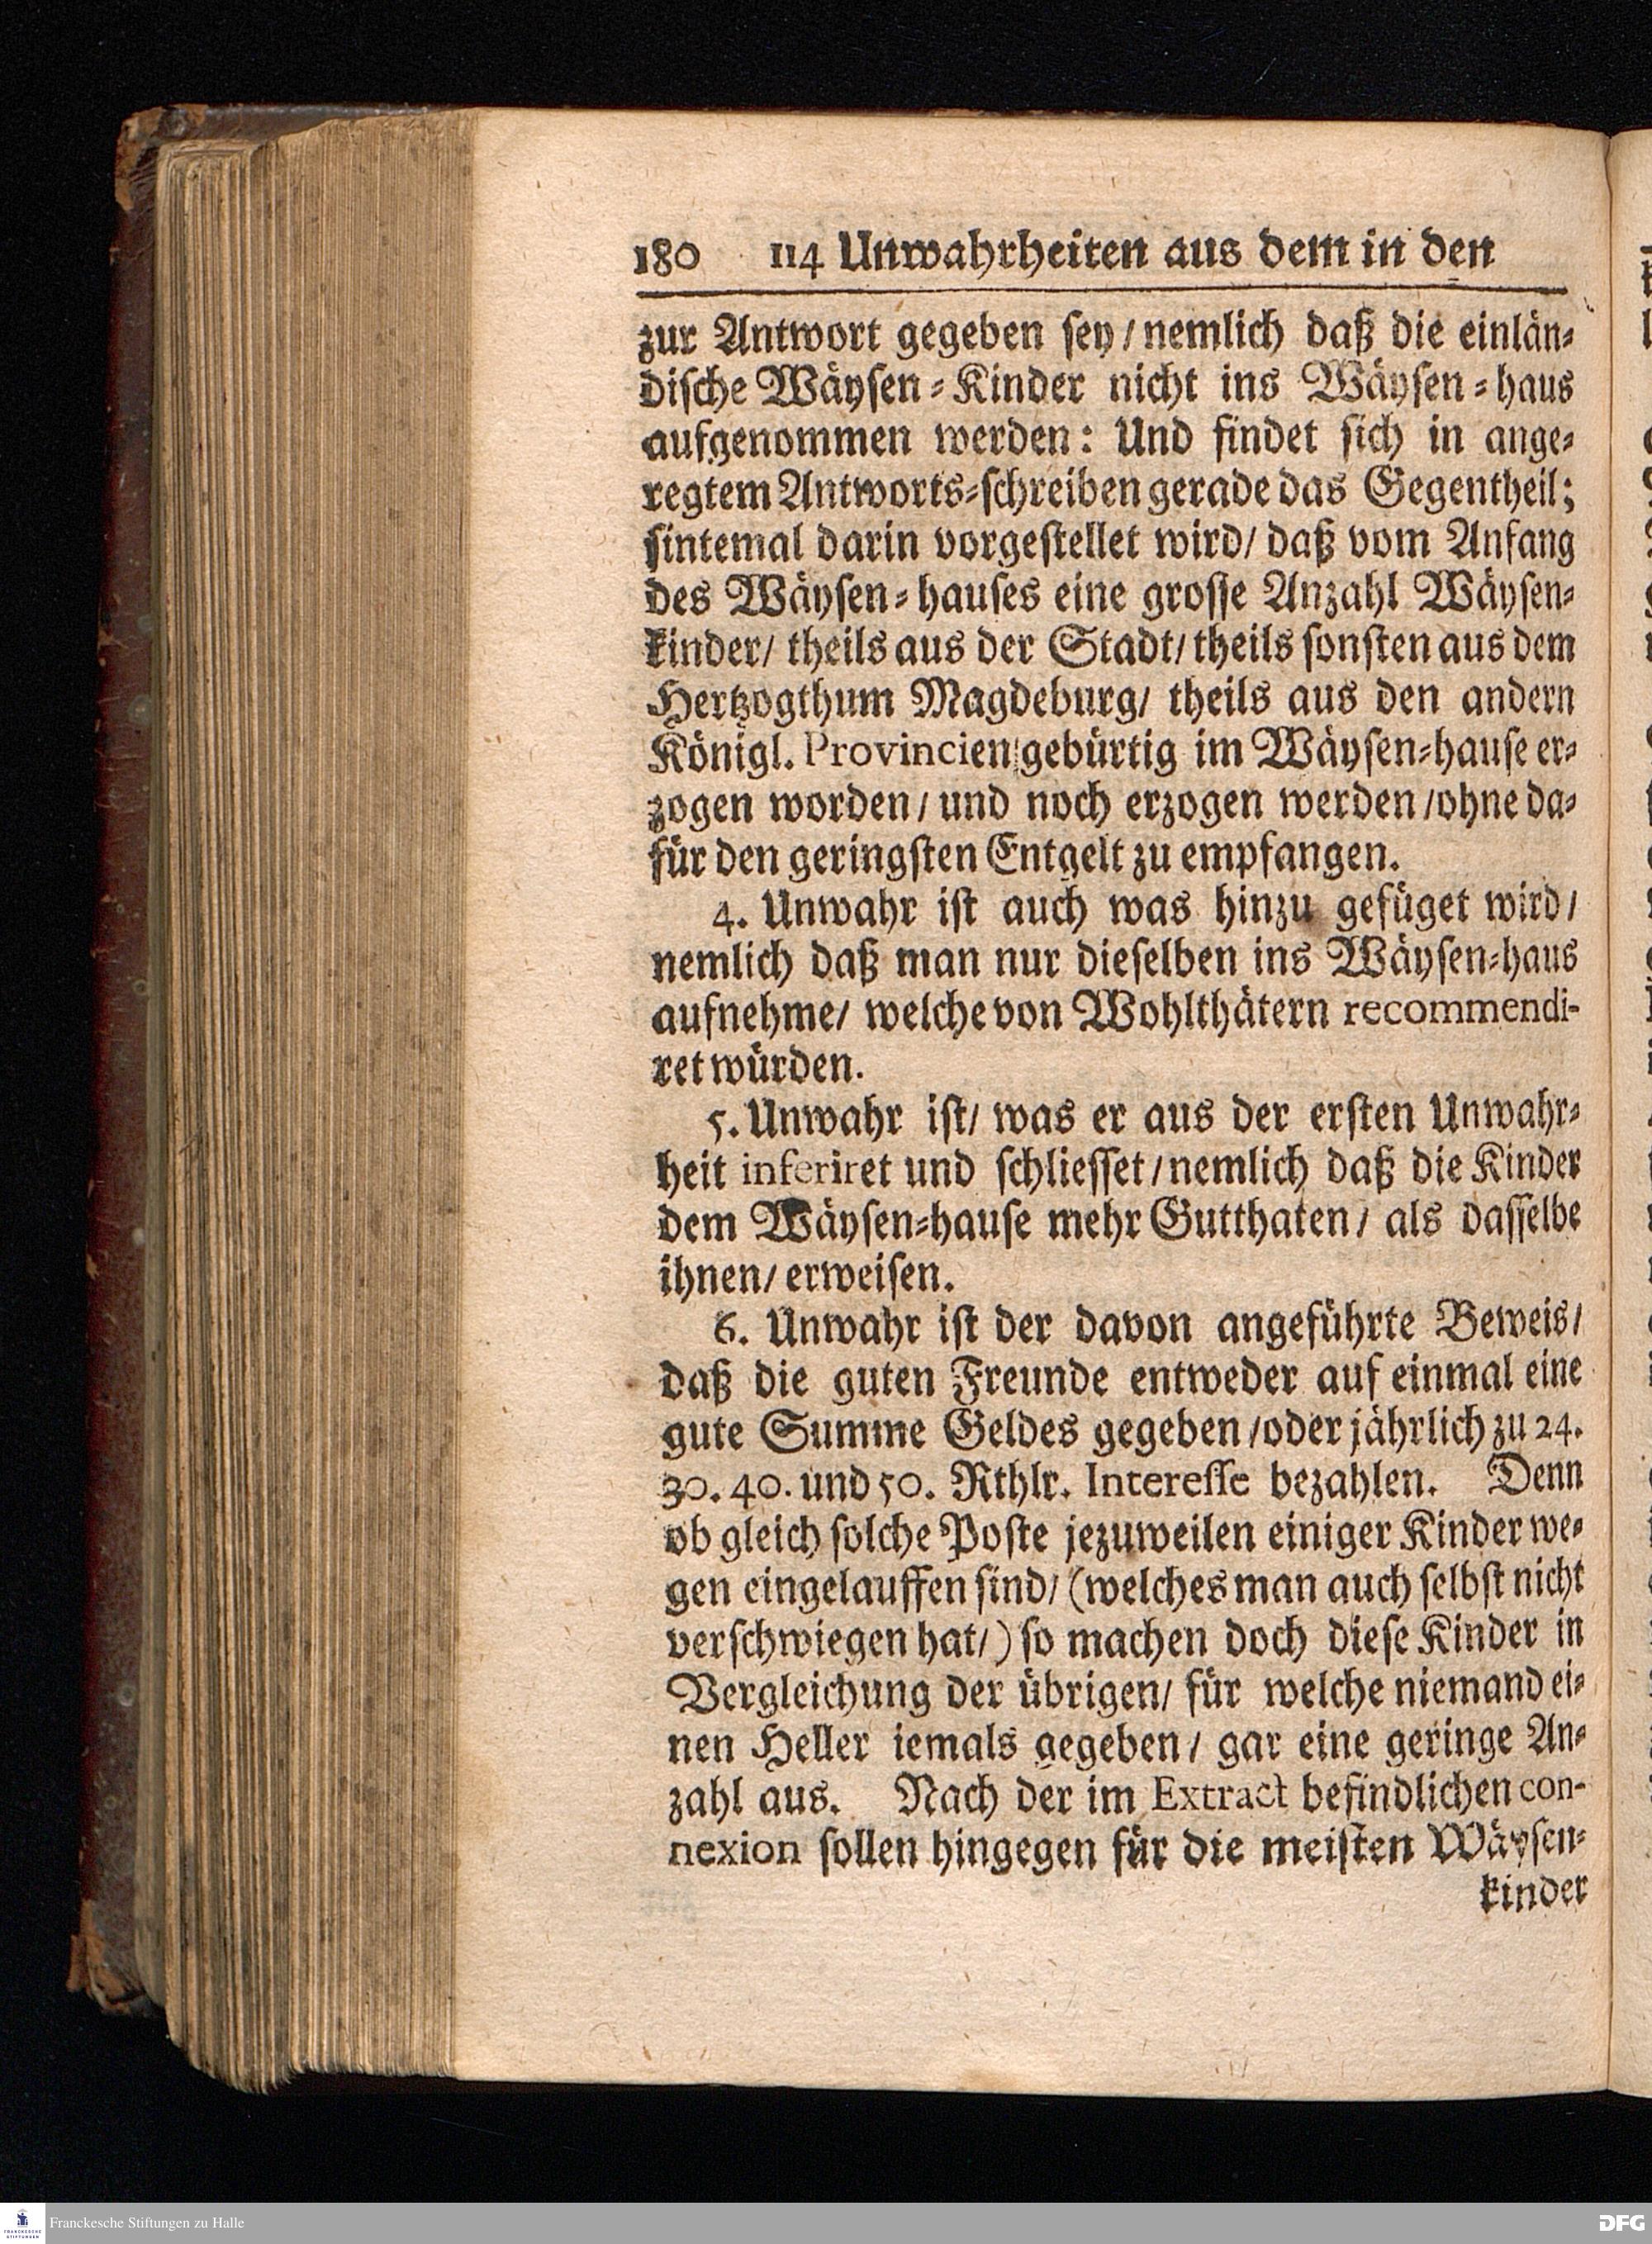 180 114 Unwahrheiten aus dem in den
zur Antwort gegeben sey / nemlich daß die einlän-
dische Wäysen-Kinder nicht ins Wäysen-haus
aufgenommen werden: Und findet sich in ange-
regtem Antworts-schreiben gerade das Gegentheil;
sintemal darin vorgestellet wird/ daß vom Anfang
des Wäysen-hauses eine grosse Anzahl Wäysen-
kinder/ theils aus der Stadt/ theils sonsten aus dem
Hertzogthum Magdeburg/ theils aus den andern
Königl. Provincien gebürtig im Wäysen-hause er-
zogen worden / und noch erzogen werden / ohne da-
für den geringsten Entgelt zu empfangen.
4. Unwahr ist auch was hinzu gefüget wird /
nemlich daß man nur dieselben ins Wäysen-haus
aufnehme/ welche von Wohlthätern recommendi-
ret würden.
5. Unwahr ist/ was er aus der ersten Unwahr-
heit inferiret und schliesset / nemlich daß die Kinder
dem Wäysen-hause mehr Gutthaten / als dasselbe
ihnen/ erweisen.
6. Unwahr ist der davon angeführte Beweis /
daß die guten Freunde entweder auf einmal eine
gute Summe Geldes gegeben / oder jährlich zu 24.
30. 40. und 50. Rthlr. Interesse bezahlen. Denn
ob gleich solche Poste jezuweilen einiger Kinder we-
gen eingelauffen sind/ (welches man auch selbst nicht
verschwiegen hat/) so machen doch diese Kinder in
Vergleichung der übrigen/ für welche niemand ei-
nen Heller iemals gegeben / gar eine geringe An-
zahl aus. Nach der im Extract befindlichen con-
nexion sollen hingegen für die meisten Wäysen-
kinder
Franckesche Stiftungen zu Halle
DFG